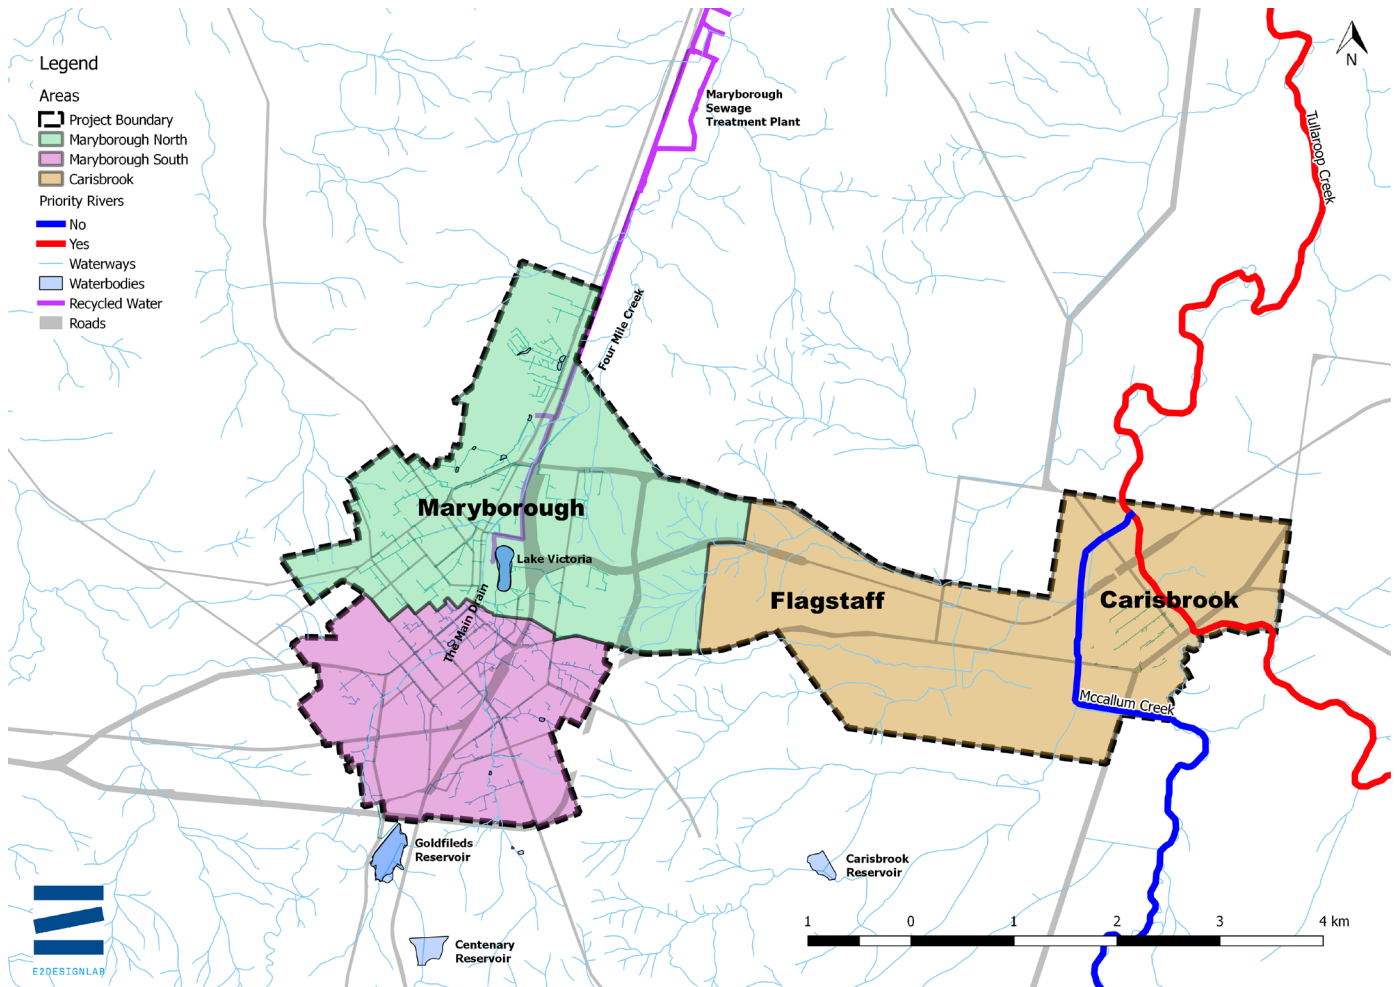 Legend
Areas
Project Boundary
Maryborough North
Maryborough South
Carisbrook
Priority Rivers
No
Yes
Waterways
Waterbodies
Recycled Water
Roads
Maryborough
Sewage
Treatment Plant
N
Tullaroop Creek
Four Mile Creek
Maryborough
Lake Victoria
The Main Drain
Flagstaff
Carisbrook
Mccallum Creek
Goldfileds
Reservoir
Carisbrook
Reservoir
Centenary
Reservoir
1 0 1 2 3 4 km
E2DESIGNLAB